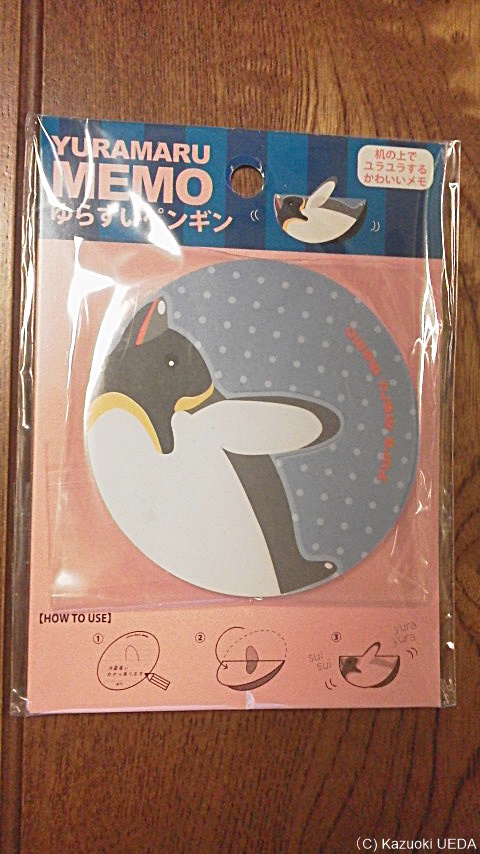 YURAMARU
MEMO
ゆらすいペンギン
机の上で
ユラユラする
かわいいメモ
【HOW TO USE】
①
②
③
sui
sui
yura
yura
(C) Kazuoki UEDA